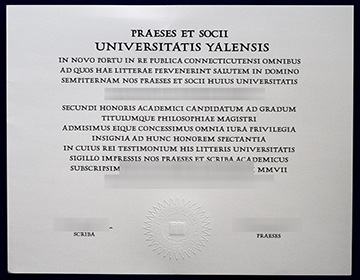 PRAESES ET SOCII
UNIVERSITATIS YALENSIS
IN NOVO PORTU IN RE PUBLICA CONNECTICUTENSI OMNIBUS
AD QUOS HAE LITTERAE PERVENERINT SALUTEM IN DOMINO
SEMPITERNAM NOS PRAESES ET SOCII HUIUS UNIVERSITATIS
SECUNDI HONORIS ACADEMICI CANDIDATUM AD GRADUM
TITULUMQUE PHILOSOPHIAE MAGISTRI
ADMISIMUS EIQUE CONCESSIMUS OMNIA IURA PRIVILEGIA
INSIGNIA AD HUNC HONOREM SPECTANTIA
IN CUIUS REI TESTIMONIUM HIS LITTERIS UNIVERSITATIS
SIGILLO IMPRESSIS NOS PRAESES ET SCRIBA ACADEMICUS
SUBSCRIPSIM MMVII
SCRIBA PRAESES